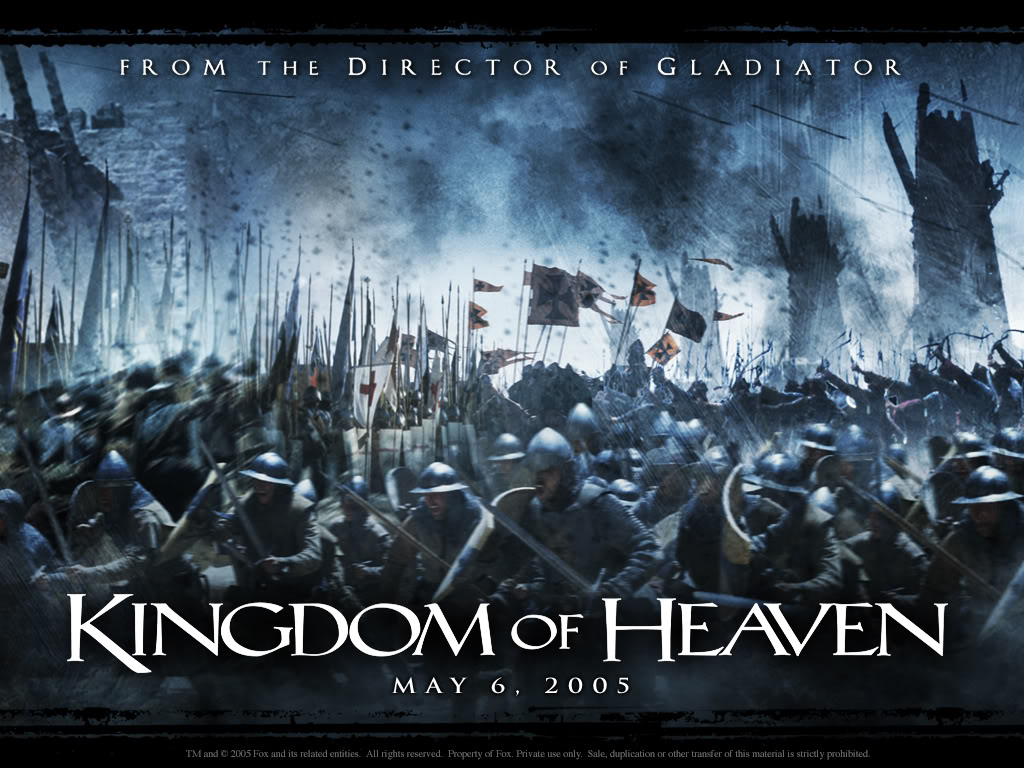 FROM THE DIRECTOR OF GLADIATOR
KINGDOM OF HEAVEN
MAY 6, 2005
TM and © 2005 Fox and its related entities. All rights reserved. Property of Fox. Private use only. Sale, duplication or other transfer of this material is strictly prohibited.